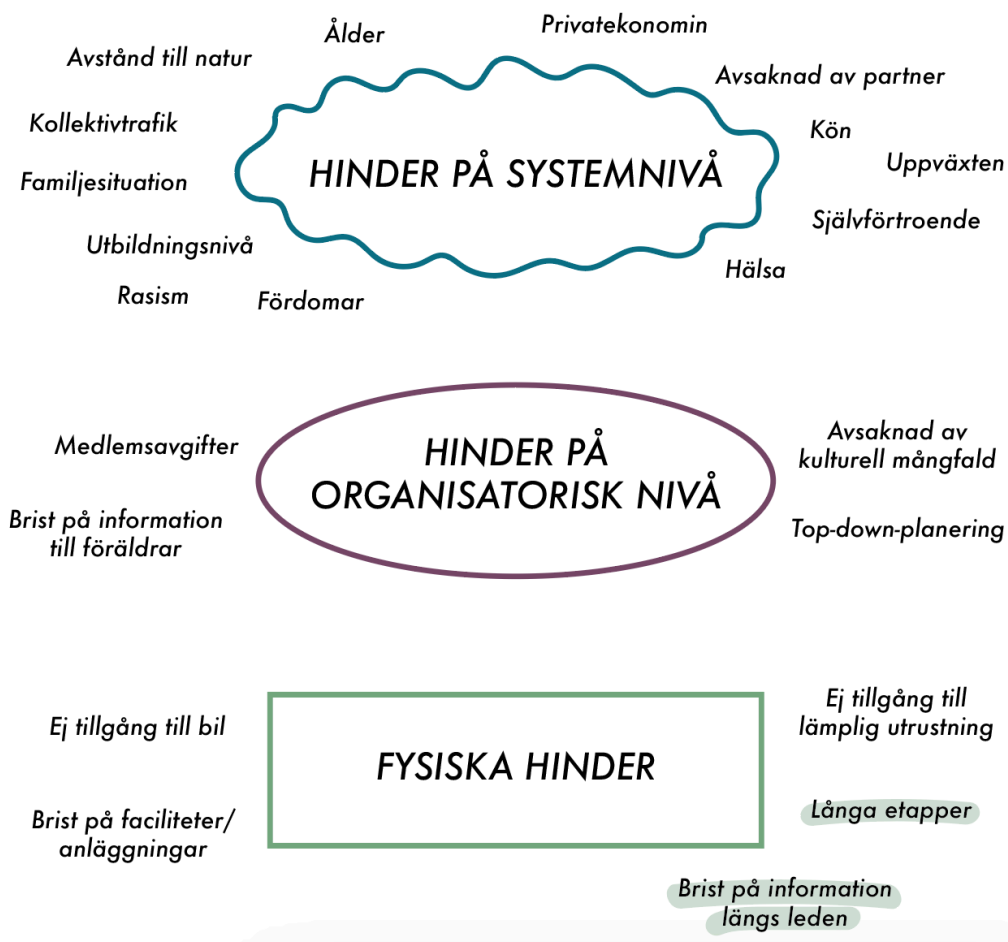 Ålder
Privatekonomin
Avstånd till natur
Avsaknad av partner
Kollektivtrafik
Kön
Uppväxten
HINDER PÅ SYSTEMNIVÅ
Familjesituation
Självförtroende
Utbildningsnivå
Hälsa
Rasism
Fördomar
Medlemsavgifter
HINDER PÅ
ORGANISATORISK NIVÅ
Avsaknad av
kulturell mångfald
Brist på information
till föräldrar
Top-down-planering
Ej tillgång till bil
FYSISKA HINDER
Ej tillgång till
lämplig utrustning
Brist på faciliteter/
anläggningar
Långa etapper
Brist på information
längs leden